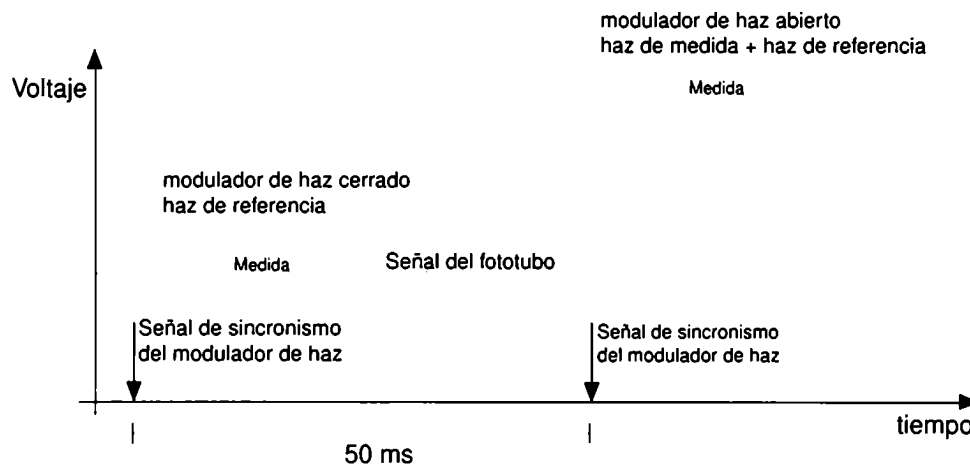 modulador de haz abierto
haz de medida + haz de referencia
Medida
Voltaje
modulador de haz cerrado
haz de referencia
Medida
Señal del fototubo
Señal de sincronismo
del modulador de haz
Señal de sincronismo
del modulador de haz
tiempo
50 ms